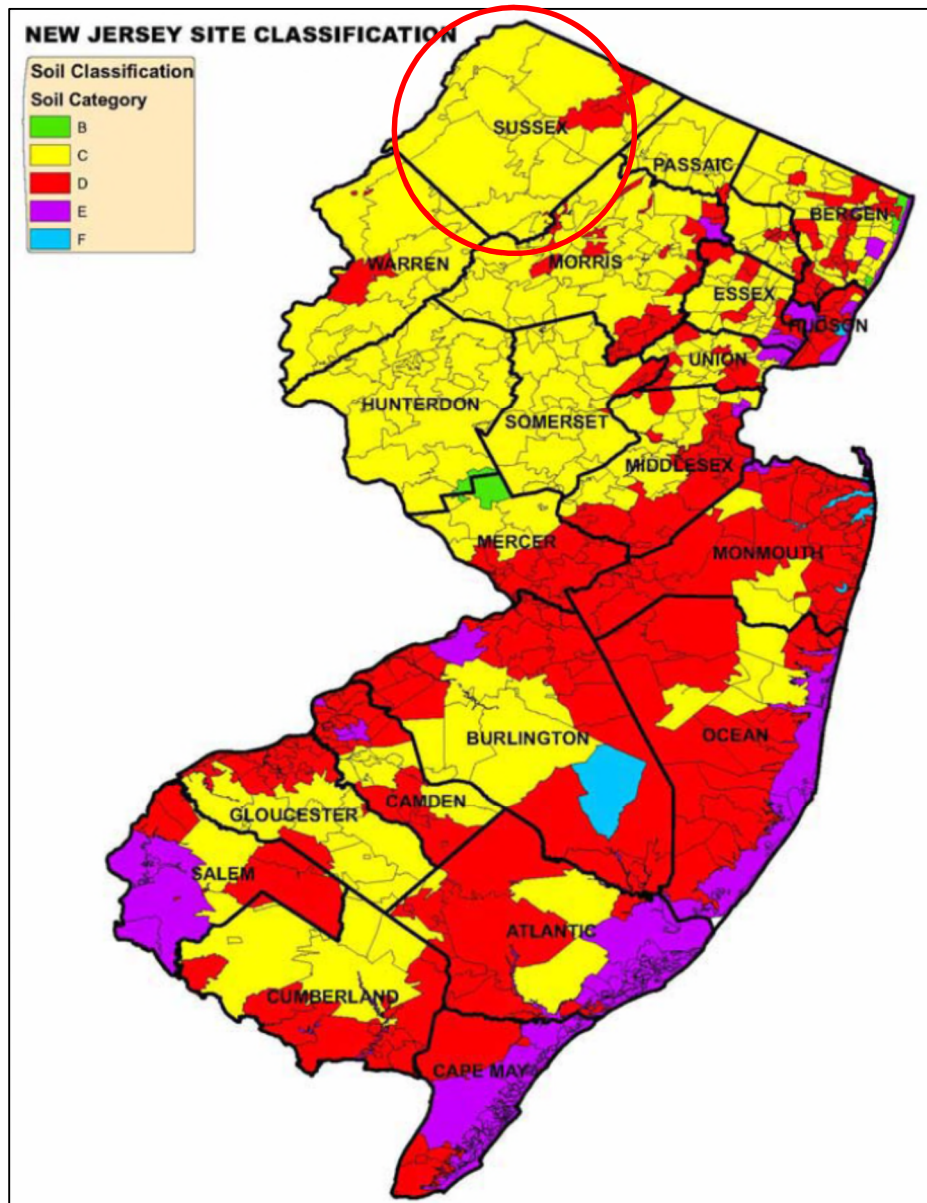 NEW JERSEY SITE CLASSIFICATION
Soil Classification
Soil Category
B
C
D
E
F
SUSSEX
PASSAIC
BERGEN
WARREN
MORRIS
ESSEX
HUDSON
UNION
HUNTERDON
SOMERSET
MIDDLESEX
MERCER
MONMOUTH
BURLINGTON
OCEAN
CAMDEN
GLOUCESTER
SALEM
ATLANTIC
CUMBERLAND
CAPE MAY